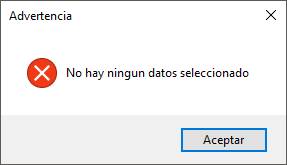 Advertencia
No hay ningun datos seleccionado
Aceptar